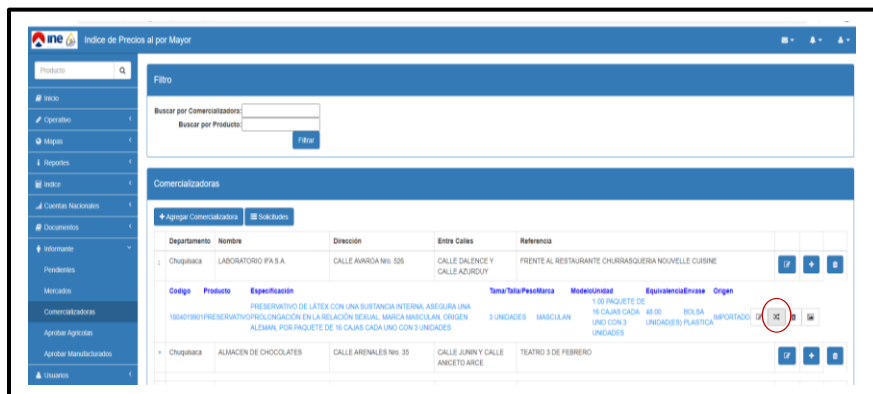 ine Indice de Precios al por Mayor
Producto
Inicio
Operativo
Mapas
Reportes
Indice
Cuentas Nacionales
Documentos
Informante
Pendientes
Mercados
Comercializadoras
Aprobar Agricolas
Aprobar Manufacturados
Usuarios
Filtro
Buscar por Comercializadora:
Buscar por Producto:
Filtrar
Comercializadoras
Agregar Comercializadora Solicitudes
Departamento Nombre Dirección Entre Calles Referencia
Chuquisaca LABORATORIO IFA S.A. CALLE AVAROA Nro. 526 CALLE DALENCE Y CALLE AZURDUY FRENTE AL RESTAURANTE CHURRASQUERIA NOUVELLE CUISINE
Codigo Producto Especificación Tama/Talla/Peso Marca Modelo Unidad Equivalencia Envase Origen
1804019901 PRESERVATIVO PRESERVATIVO DE LÁTEX CON UNA SUSTANCIA INTERNA, ASEGURA UNA PROLONGACIÓN EN LA RELACIÓN SEXUAL, MARCA MASCULAN, ORIGEN ALEMAN, POR PAQUETE DE 16 CAJAS CADA UNO CON 3 UNIDADES 3 UNIDADES MASCULAN 1.00 PAQUETE DE 16 CAJAS CADA UNO CON 3 UNIDADES 48.00 UNIDAD(ES) BOLSA PLASTICA IMPORTADO
Chuquisaca ALMACEN DE CHOCOLATES CALLE ARENALES Nro. 35 CALLE JUNIN Y CALLE ANICETO ARCE TEATRO 3 DE FEBRERO